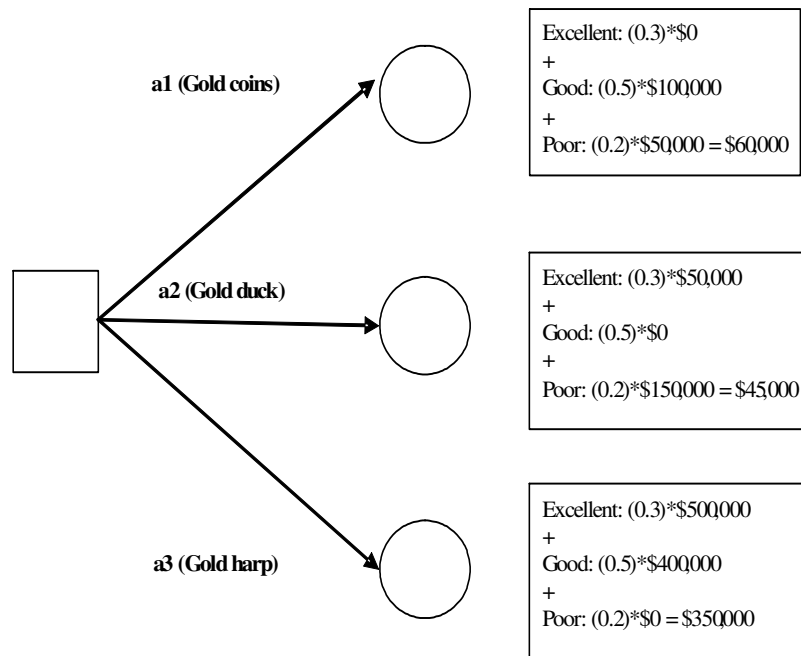 a1 (Gold coins)
Excellent: (0.3)*$0
+
Good: (0.5)*$100,000
+
Poor: (0.2)*$50,000 = $60,000
a2 (Gold duck)
Excellent: (0.3)*$50,000
+
Good: (0.5)*$0
+
Poor: (0.2)*$150,000 = $45,000
a3 (Gold harp)
Excellent: (0.3)*$500,000
+
Good: (0.5)*$400,000
+
Poor: (0.2)*$0 = $350,000